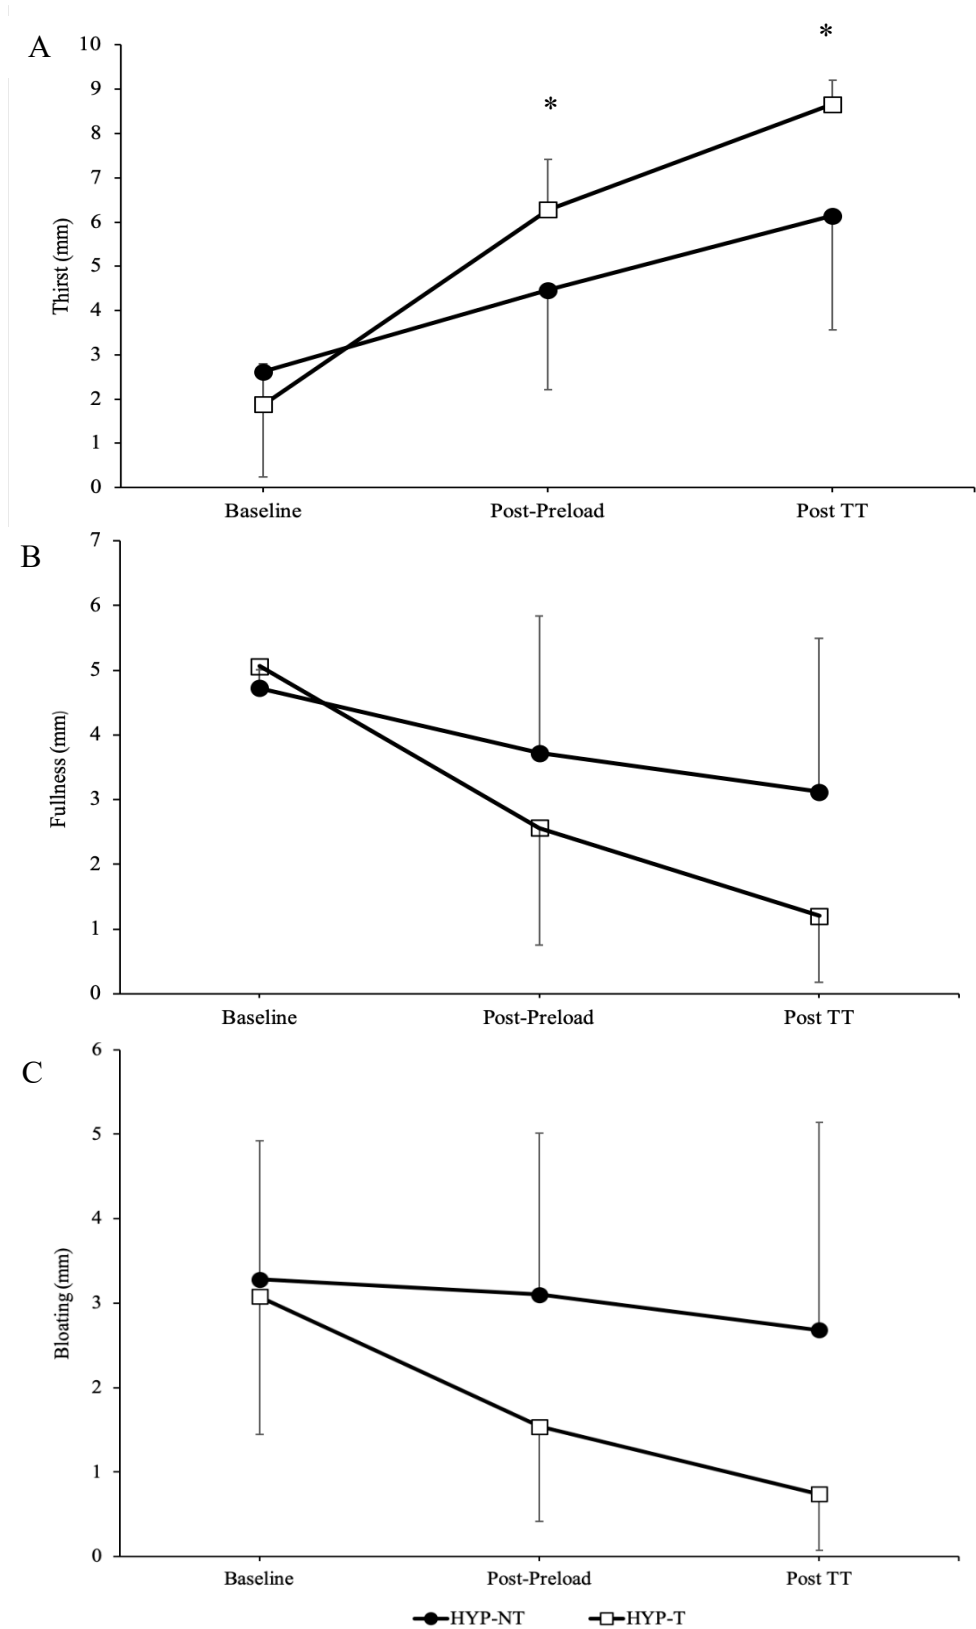 A
*
*
10
9
8
7
6
5
4
3
2
1
0
Thirst (mm)
Baseline Post-Preload Post TT
B
7
6
5
4
3
2
1
0
Fullness (mm)
Baseline Post-Preload Post TT
C
6
5
4
3
2
1
0
Bloating (mm)
Baseline Post-Preload Post TT
HYP-NT HYP-T